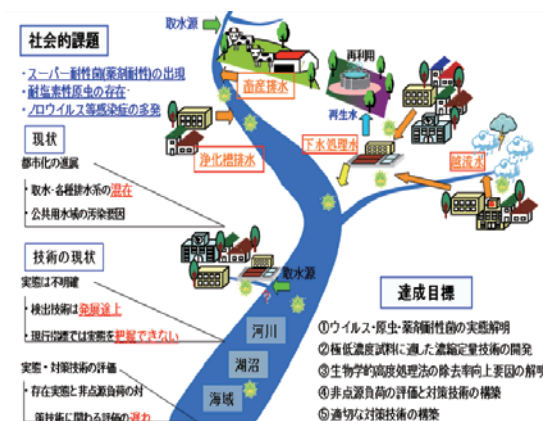 社会的課題
・スーパー耐性菌(薬剤耐性)の出現
・耐塩素性原虫の存在
・ノロウイルス等感染症の多発
現状
都市化の進展
・取水・各種排水系の混在
・公共用水域の汚染要因
技術の現状
実態は不明確
・検出技術は発展途上
・現行指標では実態を把握できない
実態・対策技術の評価
・存在実態と非点源負荷の対
策技術に関わる評価の遅れ
取水源
畜産排水
浄化槽排水
再利用
再生水
下水処理水
越流水
取水源
?
河川
湖沼
海域
達成目標
①ウイルス・原虫・薬剤耐性菌の実態解明
②極低濃度試料に適した濃縮定量技術の開発
③生物学的高度処理法の除去率向上要因の解明
④非点源負荷の評価と対策技術の構築
⑤適切な対策技術の構築